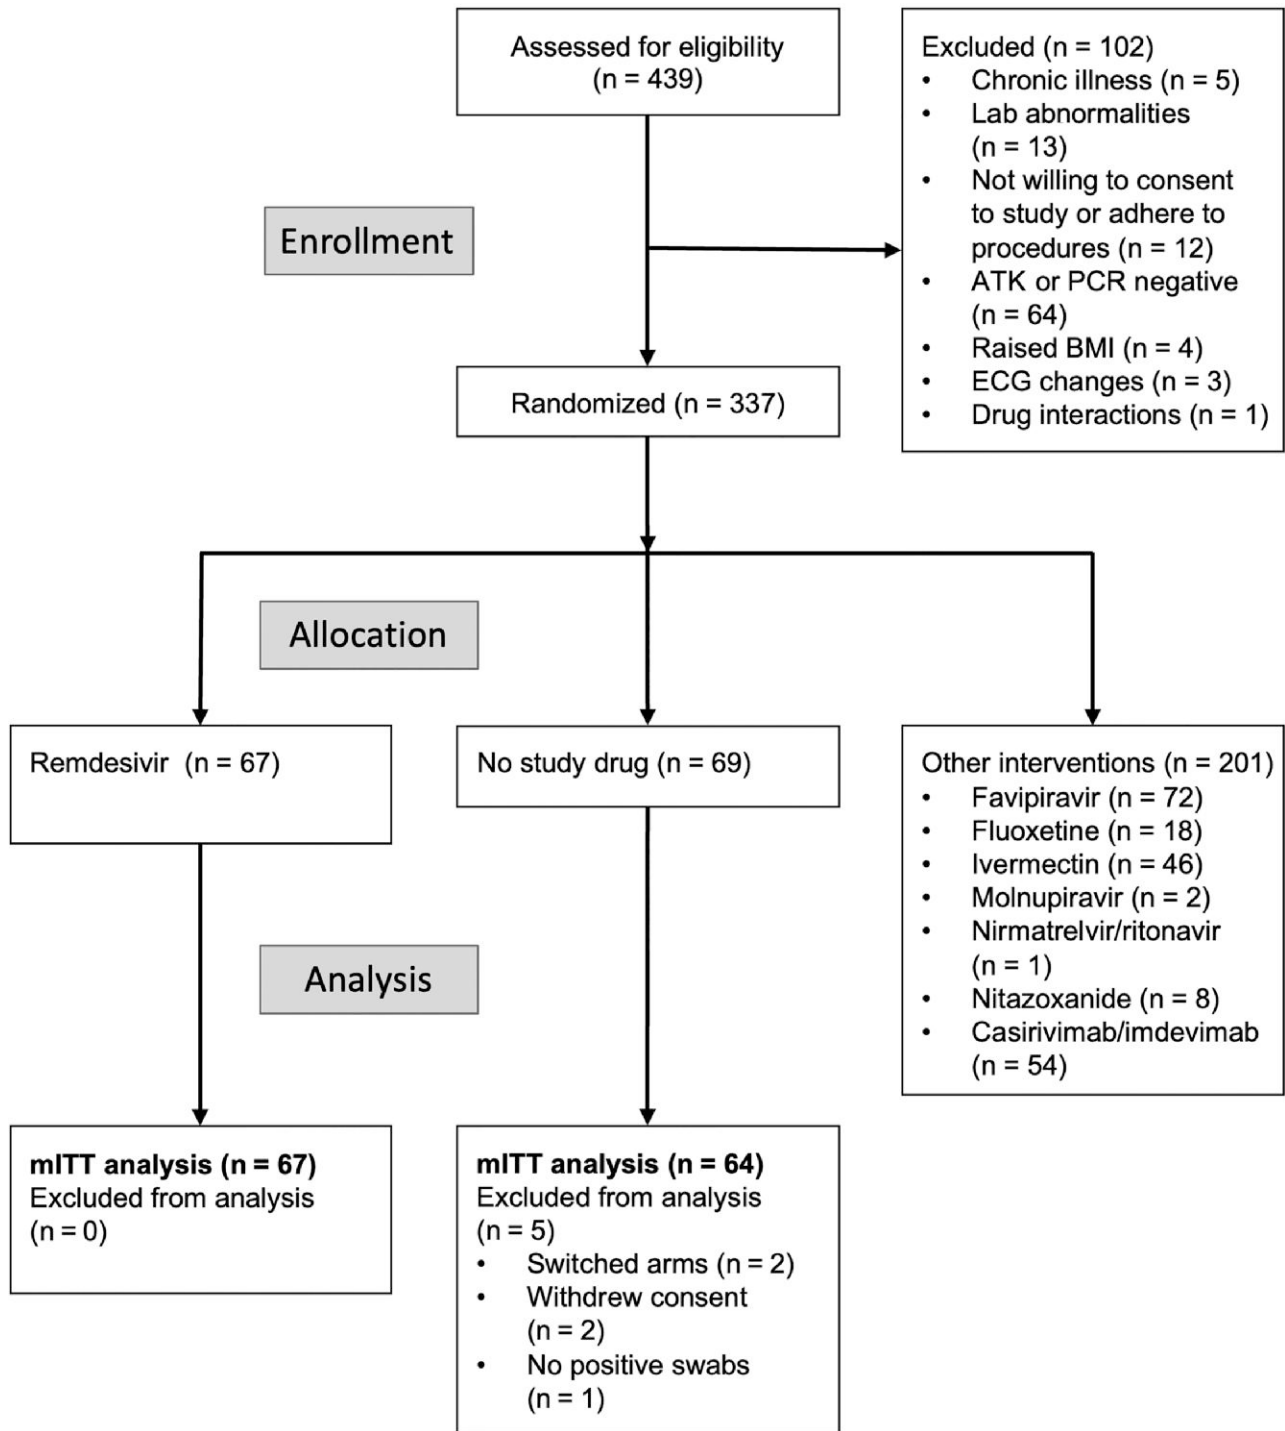 Assessed for eligibility
(n = 439)
Excluded (n = 102)
• Chronic illness (n = 5)
• Lab abnormalities
(n = 13)
• Not willing to consent
to study or adhere to
procedures (n = 12)
• ATK or PCR negative
(n = 64)
• Raised BMI (n = 4)
• ECG changes (n = 3)
• Drug interactions (n = 1)
Enrollment
Randomized (n = 337)
Allocation
Remdesivir (n = 67)
No study drug (n = 69)
Other interventions (n = 201)
• Favipiravir (n = 72)
• Fluoxetine (n = 18)
• Ivermectin (n = 46)
• Molnupiravir (n = 2)
• Nirmatrelvir/ritonavir
(n = 1)
• Nitazoxanide (n = 8)
• Casirivimab/imdevimab
(n = 54)
Analysis
mITT analysis (n = 67)
Excluded from analysis
(n = 0)
mITT analysis (n = 64)
Excluded from analysis
(n = 5)
• Switched arms (n = 2)
• Withdrew consent
(n = 2)
• No positive swabs
(n = 1)